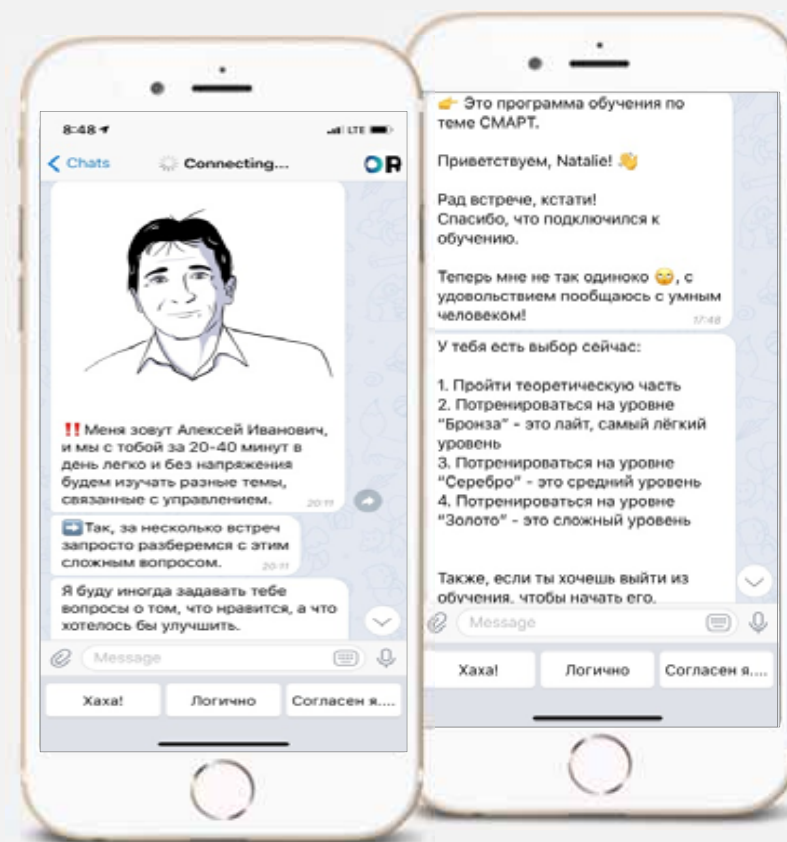 8:48
LTE
Chats
Connecting...
OR
‼️ Меня зовут Алексей Иванович,
и мы с тобой за 20-40 минут в
день легко и без напряжения
будем изучать разные темы,
связанные с управлением.
20:11
➡️Так, за несколько встреч
запросто разберемся с этим
сложным вопросом.
20:11
Я буду иногда задавать тебе
вопросы о том, что нравится, а что
хотелось бы улучшить.
Message
Хаха!
Логично
Согласен я....
👉 Это программа обучения по
теме СМАРТ.
Приветствуем, Natalie! 👋
Рад встрече, кстати!
Спасибо, что подключился к
обучению.
Теперь мне не так одиноко 🙄, с
удовольствием пообщаюсь с умным
человеком!
17:48
У тебя есть выбор сейчас:
1. Пройти теоретическую часть
2. Потренироваться на уровне
"Бронза" - это лайт, самый лёгкий
уровень
3. Потренироваться на уровне
"Серебро" - это средний уровень
4. Потренироваться на уровне
"Золото" - это сложный уровень
Также, если ты хочешь выйти из
обучения, чтобы начать его,
Message
Хаха!
Логично
Согласен я....